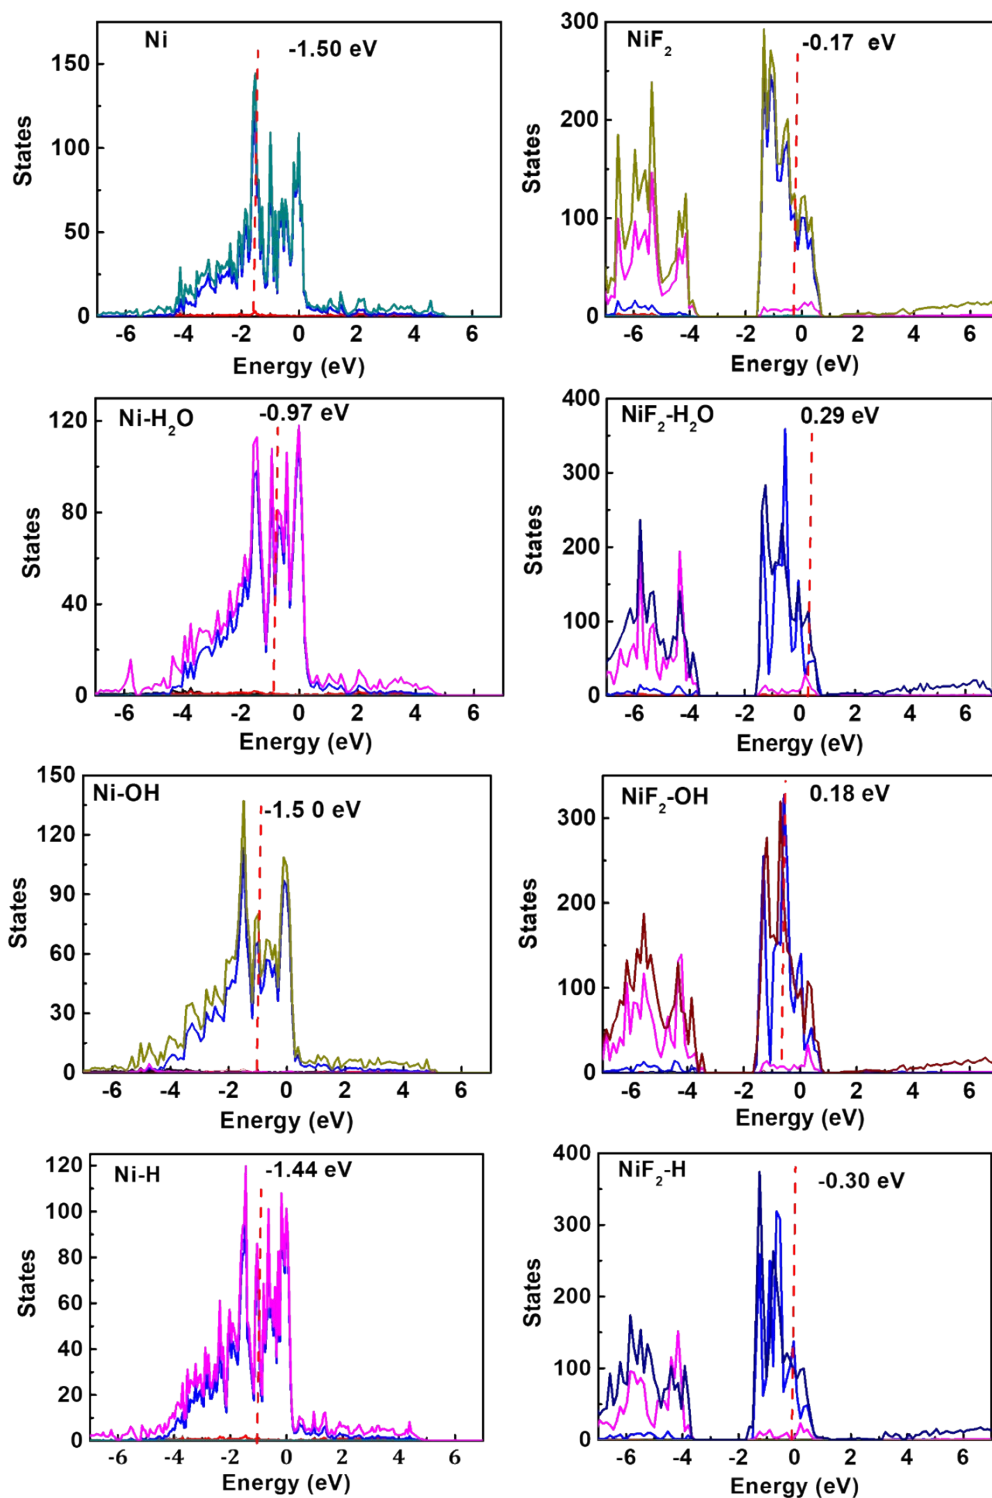 Ni
-1.50 eV
150
100
50
0
States
-6 -4 -2 0 2 4 6
Energy (eV)
NiF2
-0.17 eV
300
200
100
0
States
-6 -4 -2 0 2 4 6
Energy (eV)
Ni-H2O
-0.97 eV
120
80
40
0
States
-6 -4 -2 0 2 4 6
Energy (eV)
NiF2-H2O
0.29 eV
400
300
200
100
0
States
-6 -4 -2 0 2 4 6
Energy (eV)
Ni-OH
-1.5 0 eV
150
120
90
60
30
0
States
-6 -4 -2 0 2 4 6
Energy (eV)
NiF2-OH
0.18 eV
300
200
100
0
States
-6 -4 -2 0 2 4 6
Energy (eV)
Ni-H
-1.44 eV
120
100
80
60
40
20
0
States
-6 -4 -2 0 2 4 6
Energy (eV)
NiF2-H
-0.30 eV
400
300
200
100
0
States
-6 -4 -2 0 2 4 6
Energy (eV)